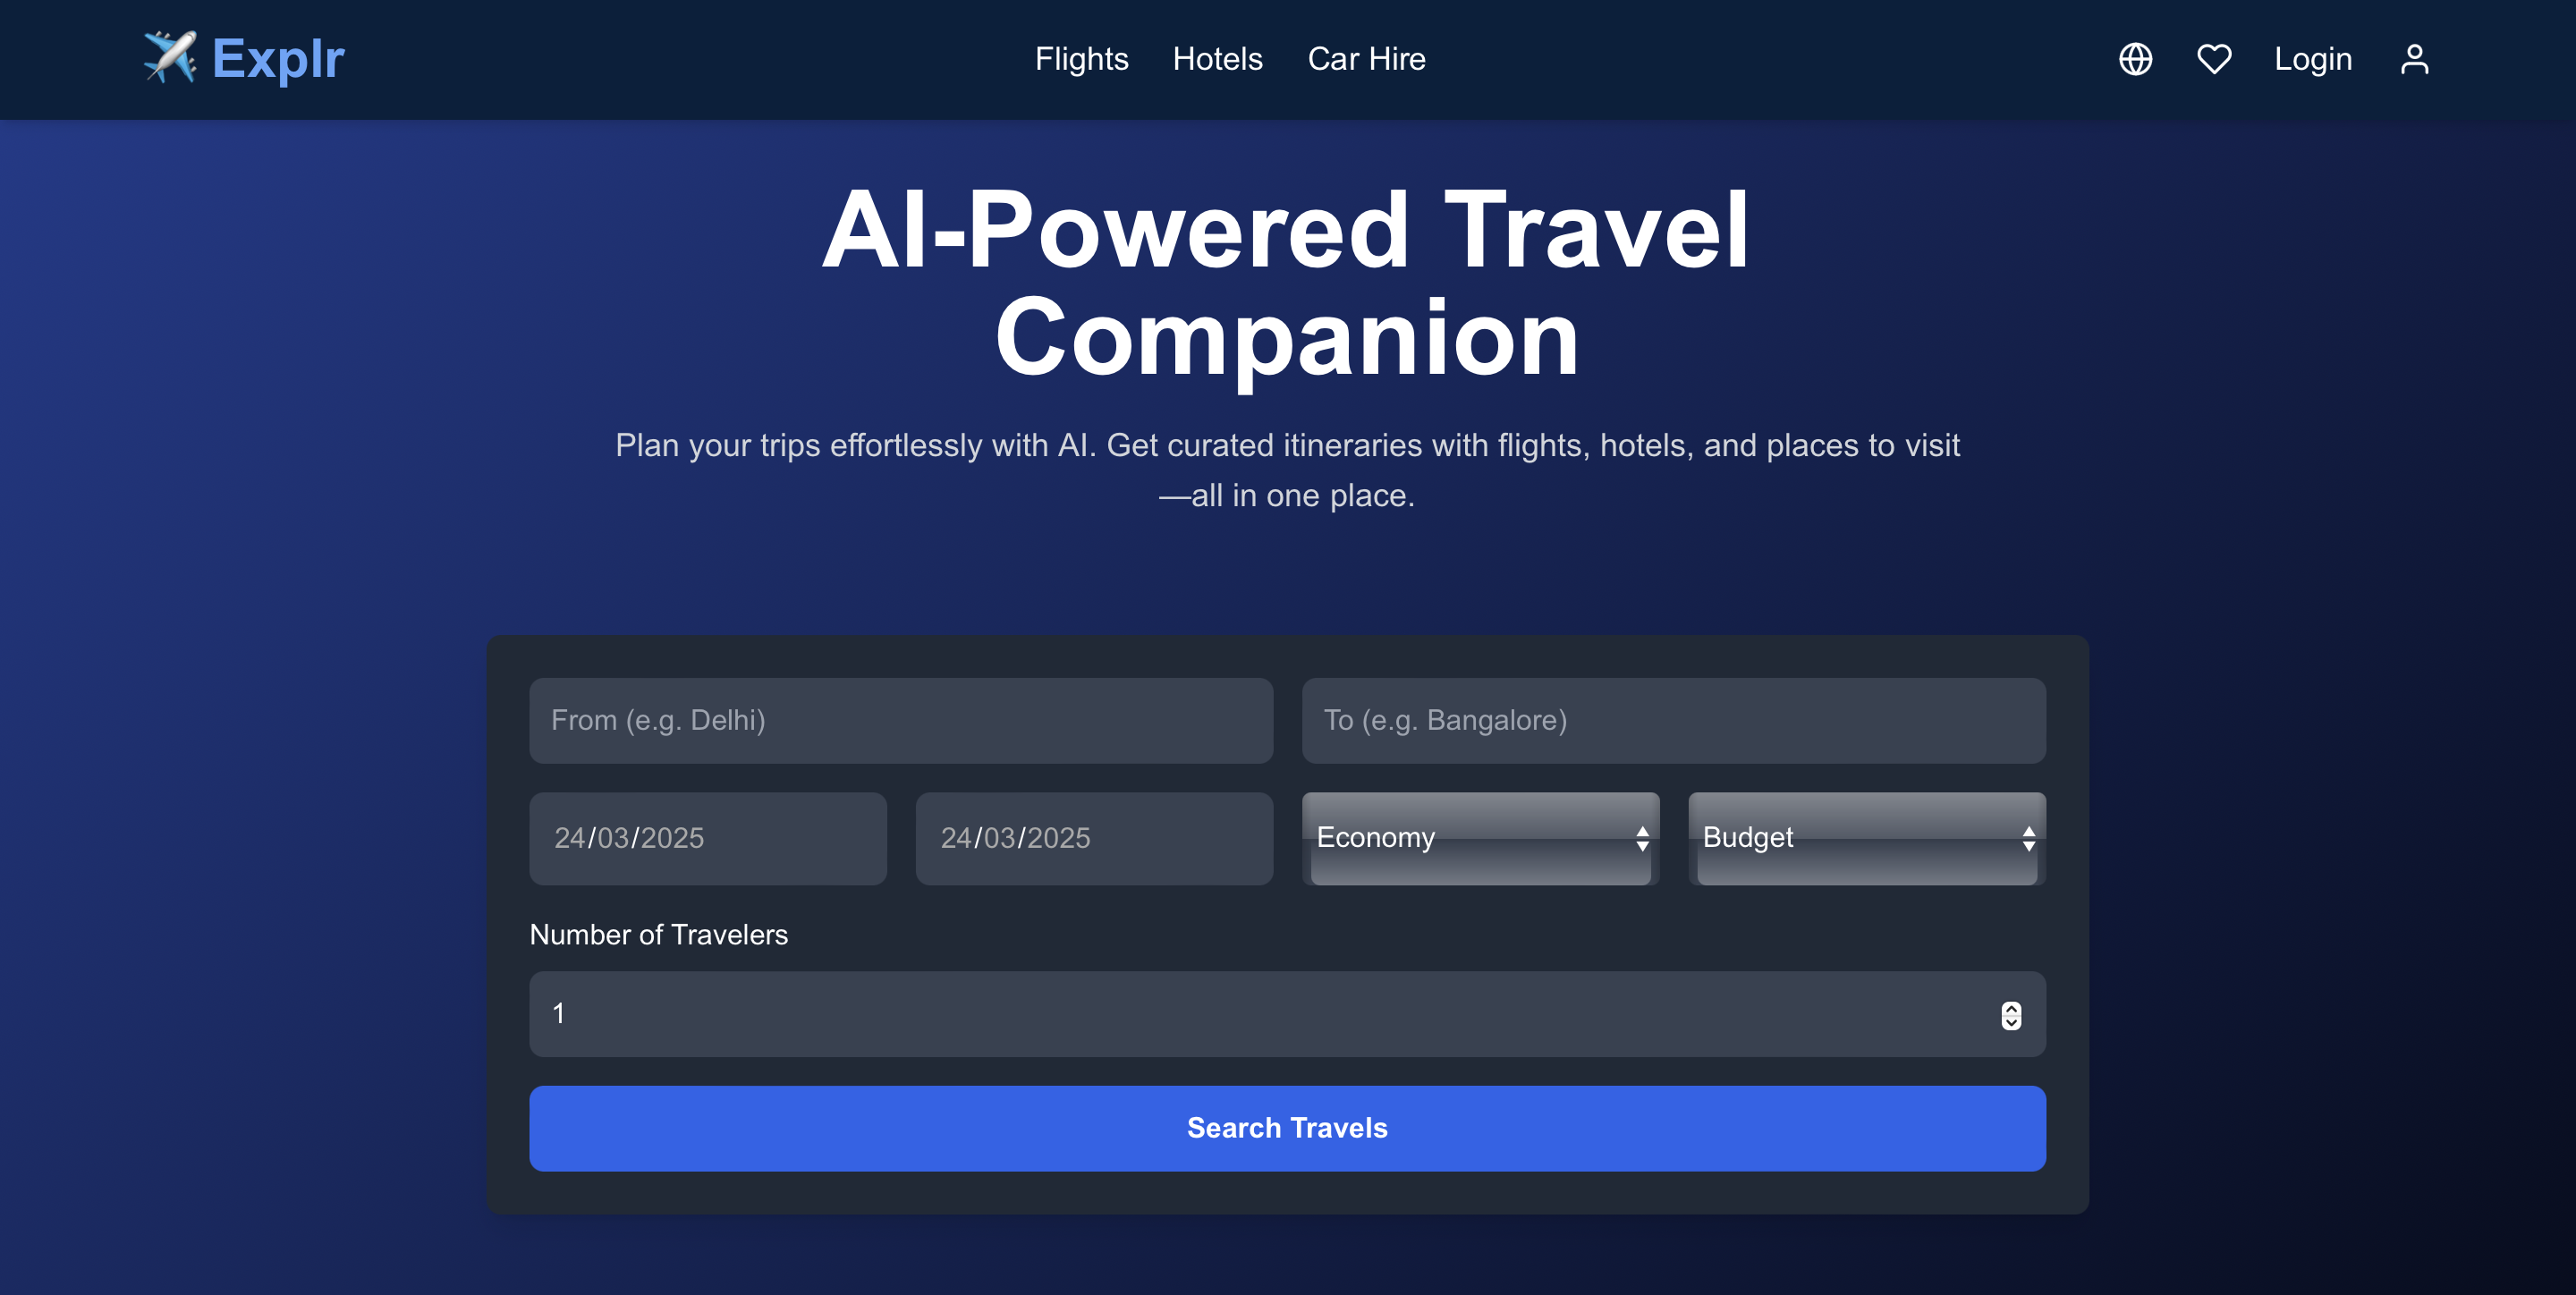 Explr
Flights Hotels Car Hire
Login
AI-Powered Travel
Companion
Plan your trips effortlessly with AI. Get curated itineraries with flights, hotels, and places to visit
—all in one place.
From (e.g. Delhi)
To (e.g. Bangalore)
24/03/2025
24/03/2025
Economy
Budget
Number of Travelers
1
Search Travels